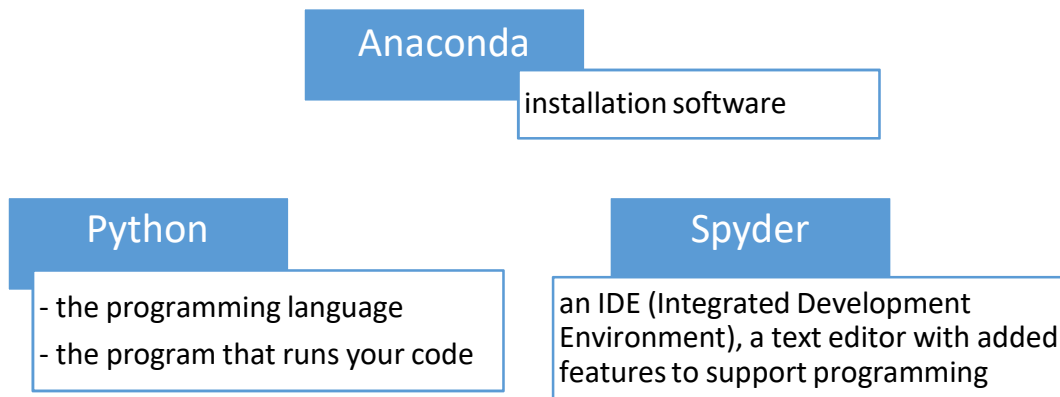 Anaconda
installation software
Python
- the programming language
- the program that runs your code
Spyder
an IDE (Integrated Development
Environment), a text editor with added
features to support programming